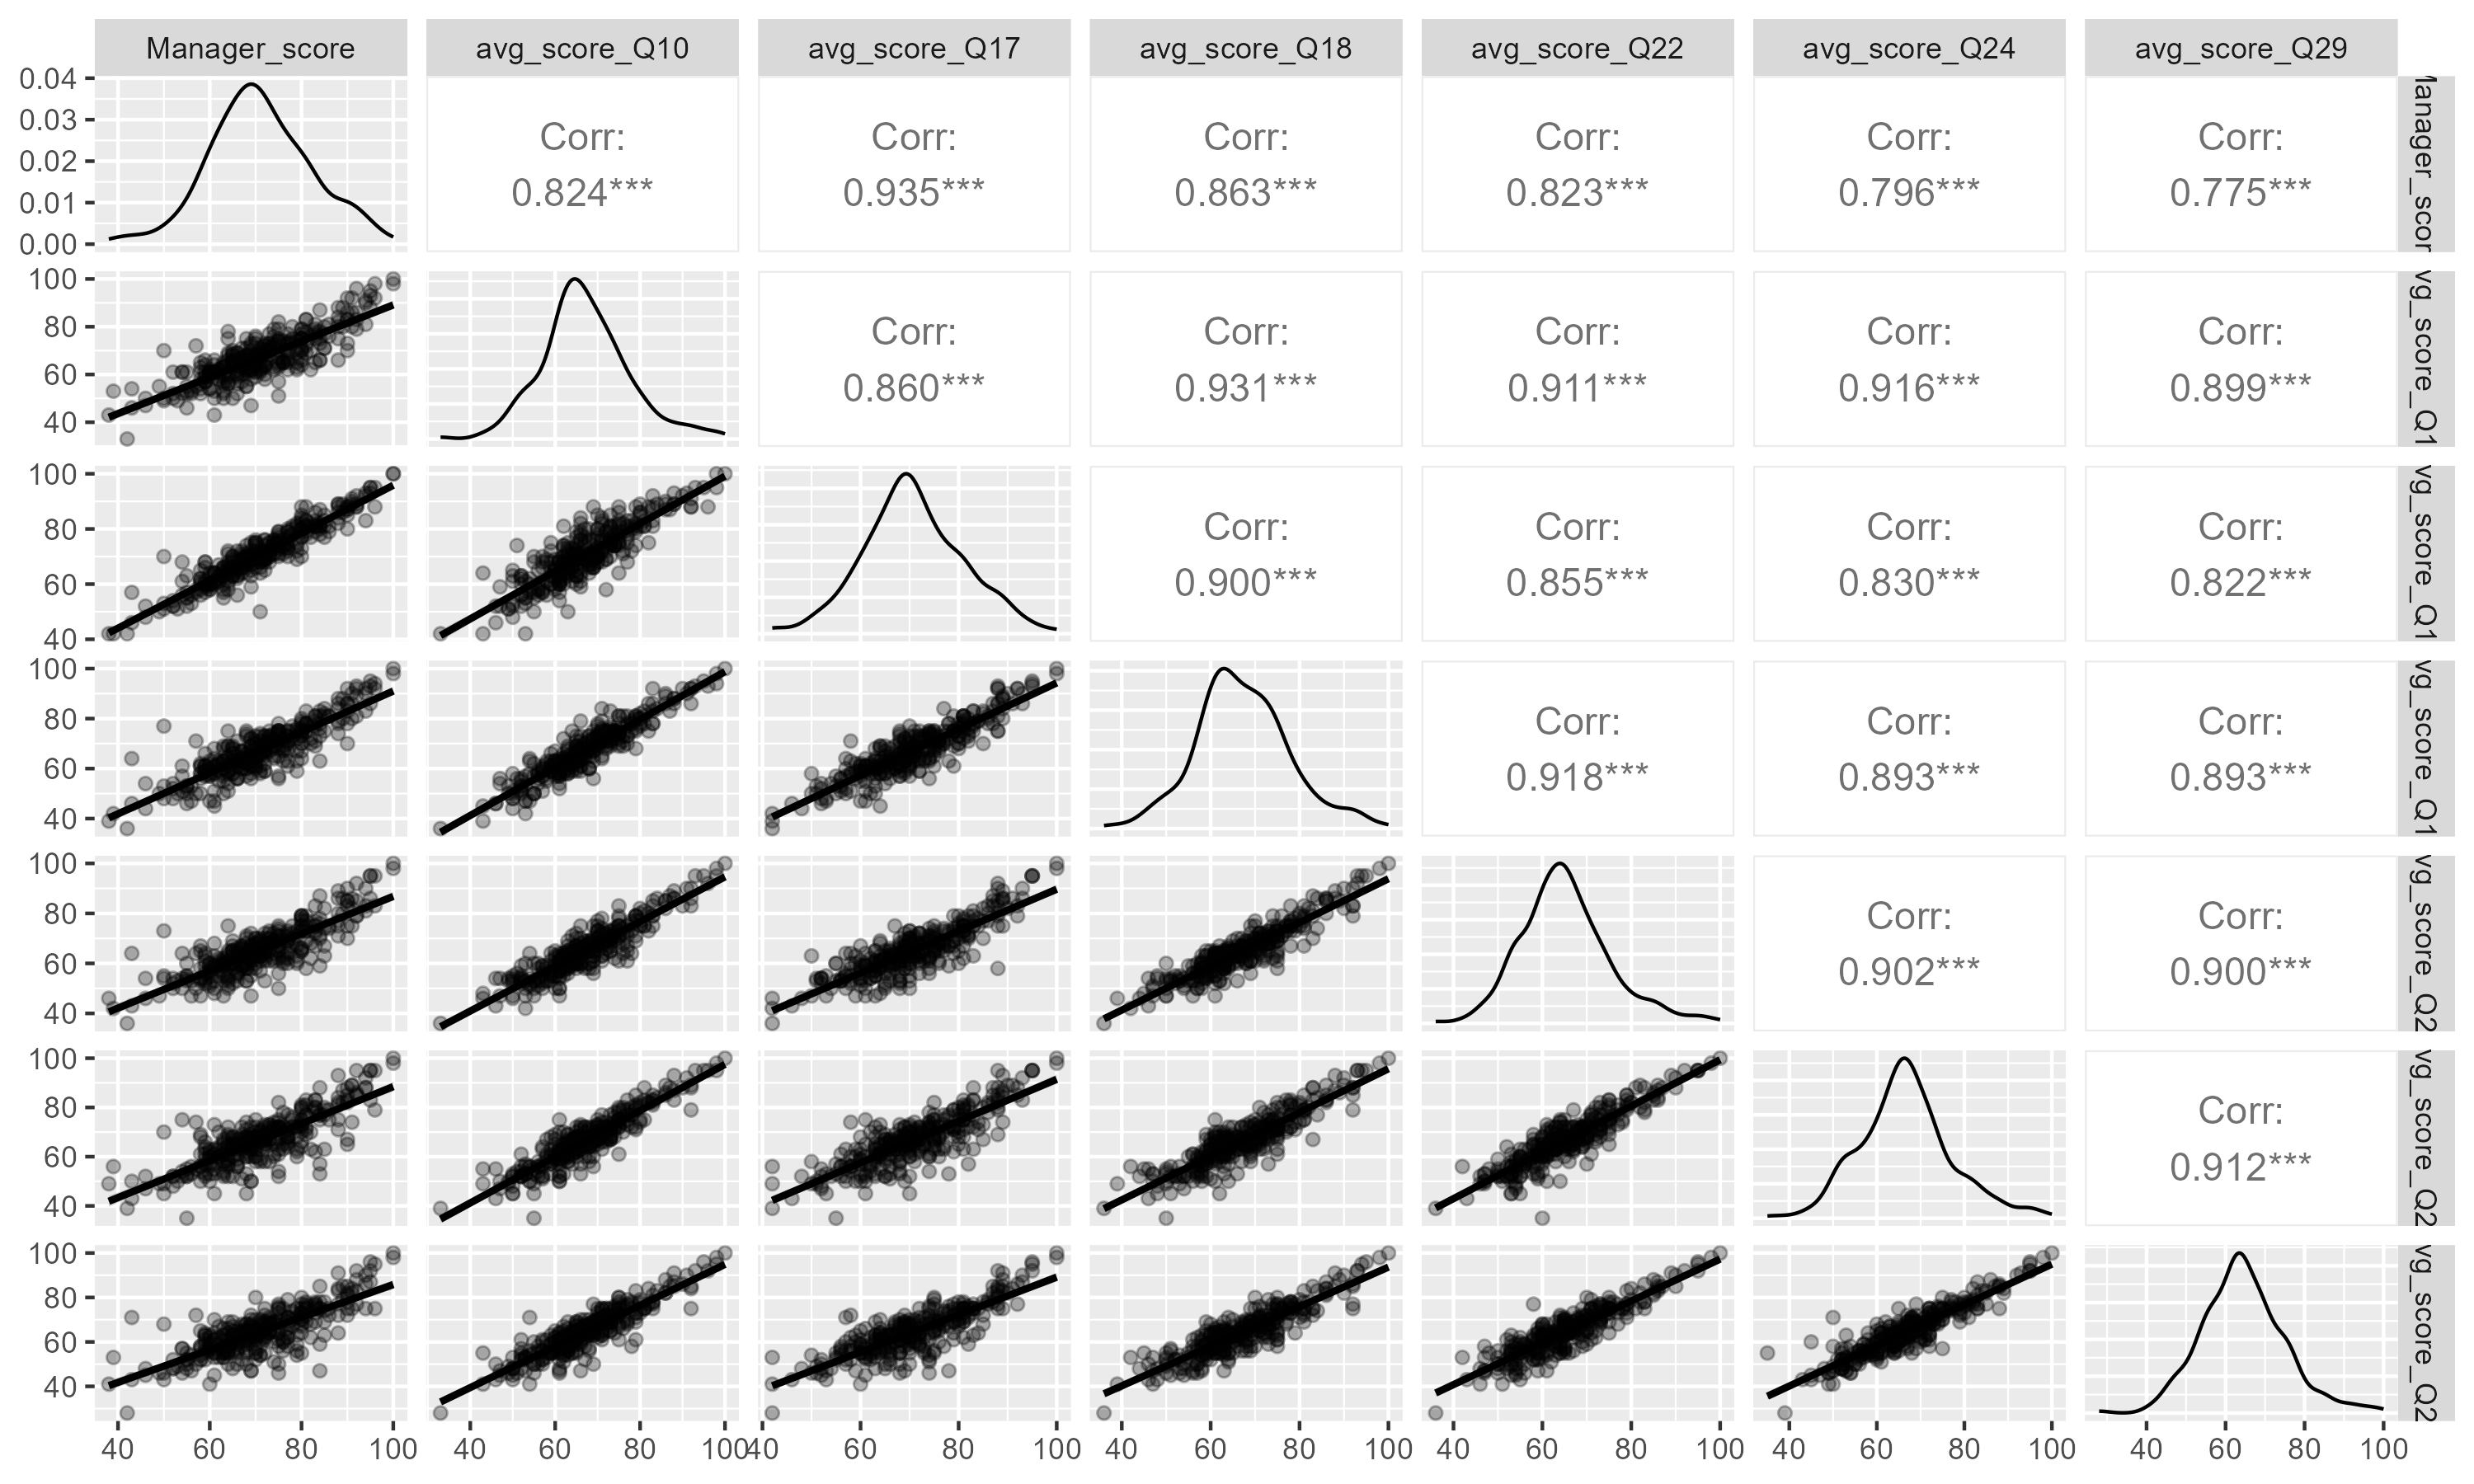 Manager_score avg_score_Q10 avg_score_Q17 avg_score_Q18 avg_score_Q22 avg_score_Q24 avg_score_Q29
0.04
0.03
0.02
0.01
0.00
Corr: Corr: Corr: Corr: Corr: Corr:
0.824*** 0.935*** 0.863*** 0.823*** 0.796*** 0.775***
Manager_scor
100
80
60
40
Corr: Corr: Corr: Corr: Corr:
0.860*** 0.931*** 0.911*** 0.916*** 0.899***
vg_score_Q1
100
80
60
40
Corr: Corr: Corr: Corr:
0.900*** 0.855*** 0.830*** 0.822***
vg_score_Q1
100
80
60
40
Corr: Corr: Corr:
0.918*** 0.893*** 0.893***
vg_score_Q1
100
80
60
40
Corr: Corr:
0.902*** 0.900***
vg_score_Q2
100
80
60
40
Corr:
0.912***
vg_score_Q2
100
80
60
40
vg_score_Q2
40 60 80 100 40 60 80 100 40 60 80 100 40 60 80 100 40 60 80 100 40 60 80 100 40 60 80 100